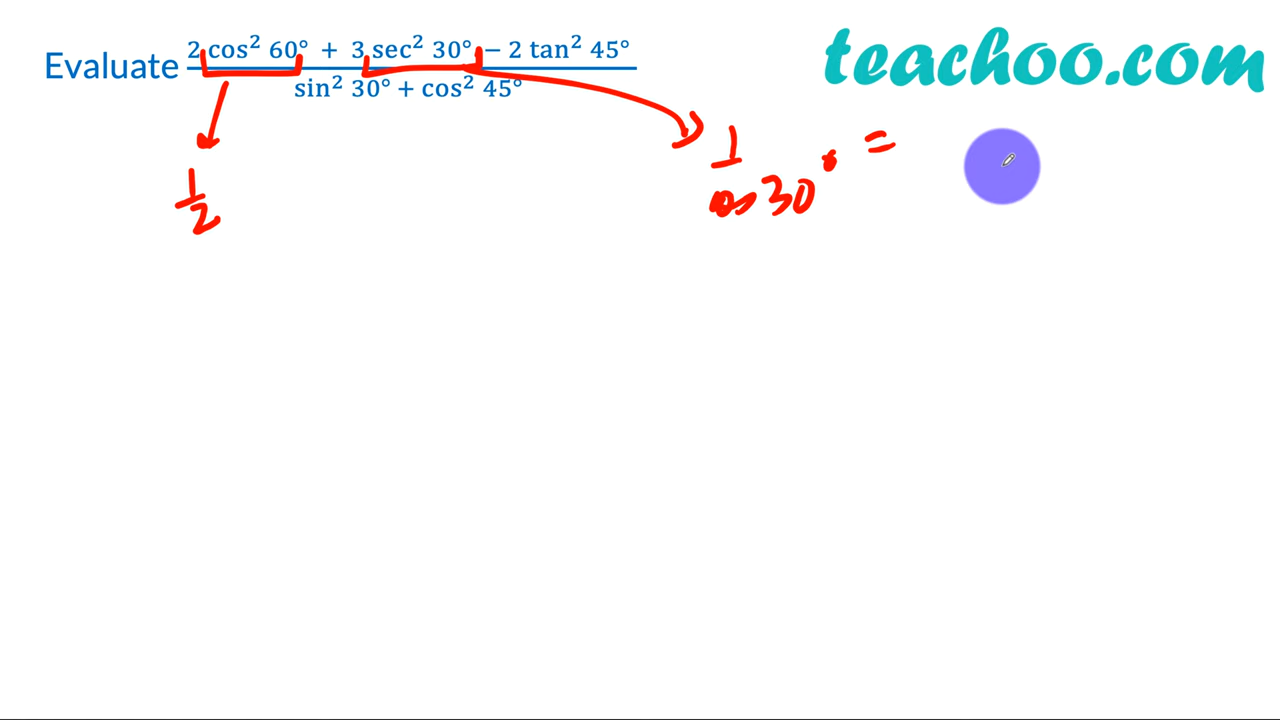 teachoo.com
Evaluate
2 cos² 60° + 3 sec² 30° − 2 tan² 45°
sin² 30° + cos² 45°
1
cos 30° =
1
2